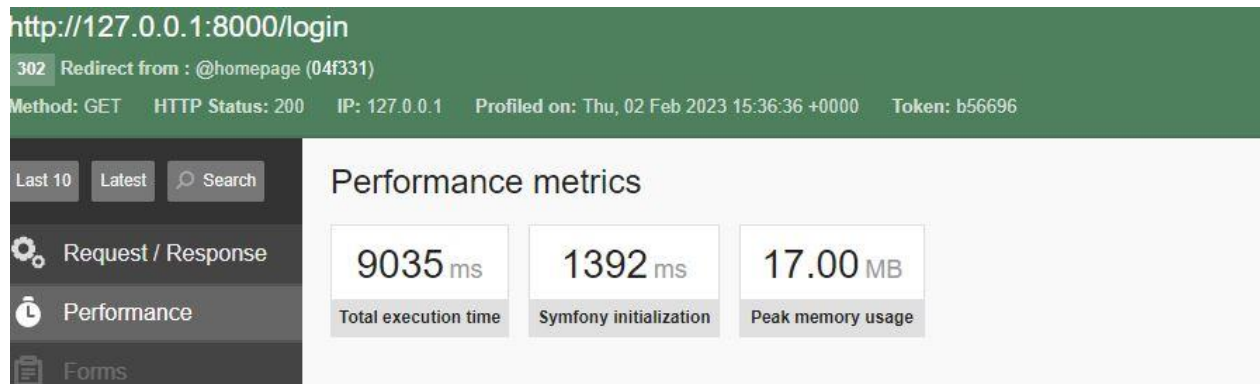 http://127.0.0.1:8000/login
302 Redirect from : @homepage (04f331)
Method: GET HTTP Status: 200 IP: 127.0.0.1 Profiled on: Thu, 02 Feb 2023 15:36:36 +0000 Token: b56696
Last 10 Latest Search
Performance metrics
Request / Response
Performance
Forms
9035 ms
Total execution time
1392 ms
Symfony initialization
17.00 MB
Peak memory usage